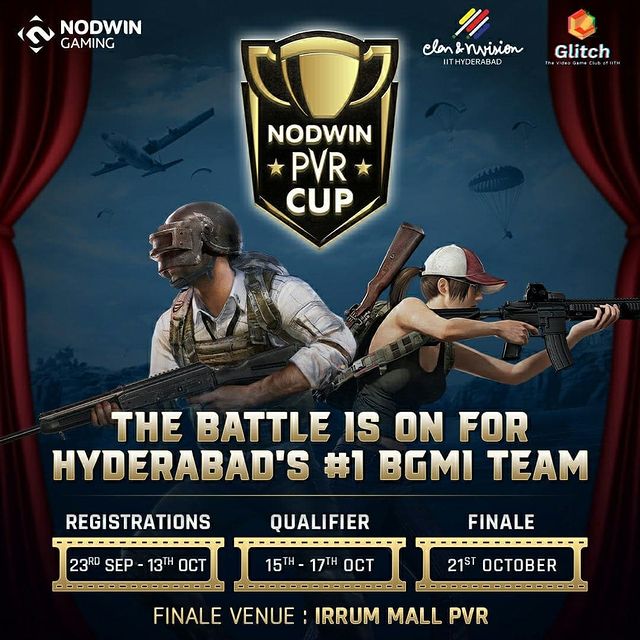 NODWIN
GAMING
elan & nvision
IIT HYDERABAD
Glitch
The Video Game Club of IITH
NODWIN
PVR
CUP
THE BATTLE IS ON FOR
HYDERABAD'S #1 BGMI TEAM
REGISTRATIONS
23RD SEP - 13TH OCT
QUALIFIER
15TH - 17TH OCT
FINALE
21ST OCTOBER
FINALE VENUE : IRRUM MALL PVR